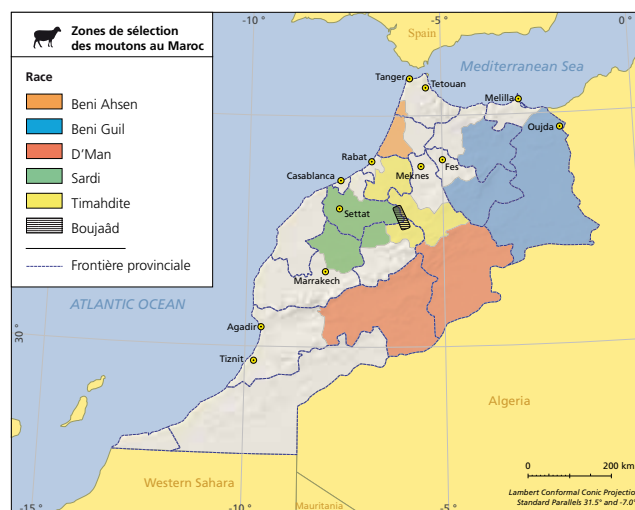 -10 °
-5 °
0 °
Zones de sélection
des moutons au Maroc
Race
Beni Ahsen
Beni Guil
D'Man
Sardi
Timahdite
Boujaâd
Frontière provinciale
Spain
Mediterranean Sea
Tanger
Tetouan
Melilla
Oujda
Rabat
Fes
Meknes
Casablanca
Settat
Marrakech
ATLANTIC OCEAN
Agadir
30 °
Tiznit
Algeria
Western Sahara
Mauritania
0
200 km
Lambert Conformal Conic Projection
Standard Parallels 31.5° and -7.0°
-15 °
-10 °
-5 °